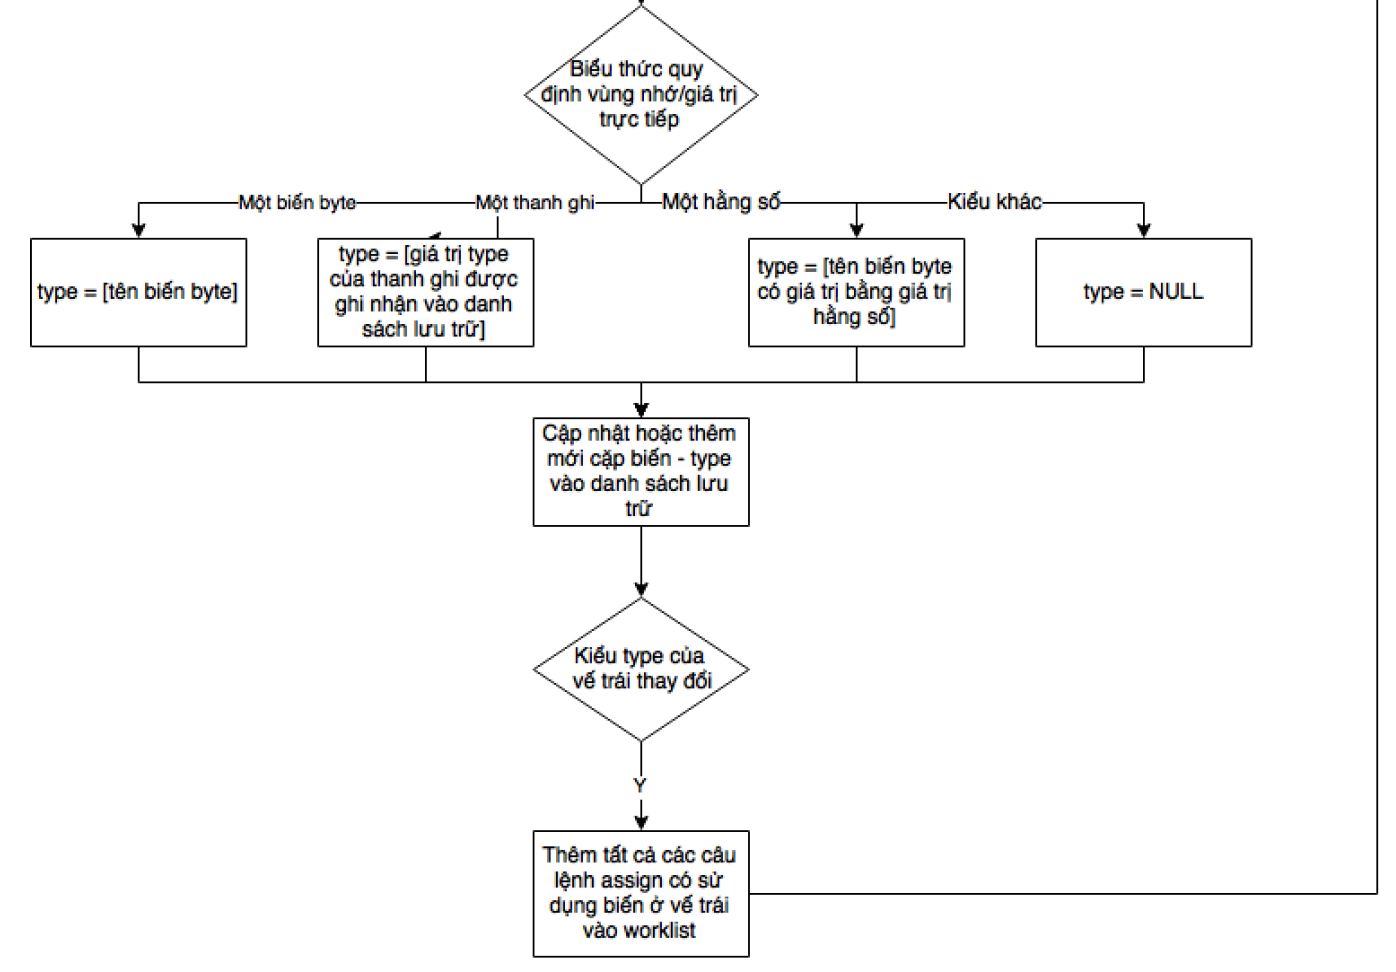 Biểu thức quy
định vùng nhớ/giá trị
trực tiếp
Một biến byte
Một thanh ghi
Một hằng số
Kiểu khác
type = [tên biến byte]
type = [giá trị type
của thanh ghi được
ghi nhận vào danh
sách lưu trữ]
type = [tên biến byte
có giá trị bằng giá trị
hằng số]
type = NULL
Cập nhật hoặc thêm
mới cặp biến - type
vào danh sách lưu
trữ
Kiểu type của
vế trái thay đổi
Y
Thêm tất cả các câu
lệnh assign có sử
dụng biến ở vế trái
vào worklist